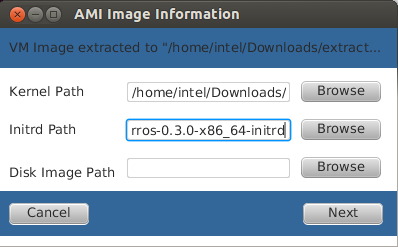 AMI Image Information
VM Image extracted to "/home/intel/Downloads/extract...
Kernel Path /home/intel/Downloads/ Browse
Initrd Path rros-0.3.0-x86_64-initrd Browse
Disk Image Path Browse
Cancel Next